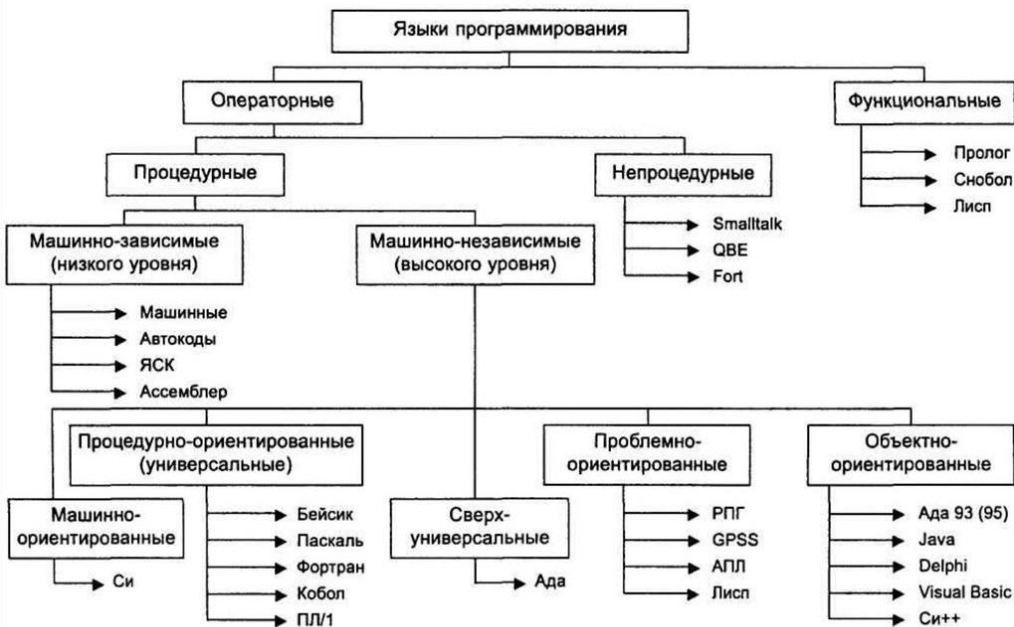 Языки программирования
Операторные
Функциональные
Пролог
Снобол
Лисп
Процедурные
Непроцедурные
Smalltalk
QBE
Fort
Машинно-зависимые
(низкого уровня)
Машинно-независимые
(высокого уровня)
Машинные
Автокоды
ЯСК
Ассемблер
Процедурно-ориентированные
(универсальные)
Проблемно-
ориентированные
Объектно-
ориентированные
Машинно-
ориентированные
Си
Бейсик
Паскаль
Фортран
Кобол
ПЛ/1
Сверх-
универсальные
Ада
РПГ
GPSS
АПЛ
Лисп
Ада 93 (95)
Java
Delphi
Visual Basic
Си++